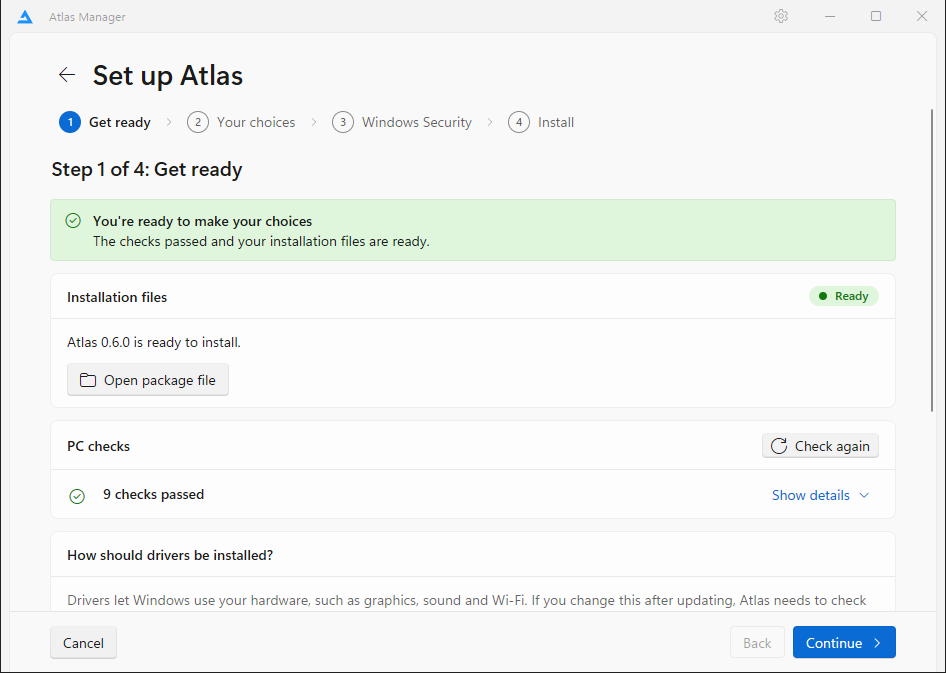 Atlas Manager
Set up Atlas
1 Get ready
2 Your choices
3 Windows Security
4 Install
Step 1 of 4: Get ready
You're ready to make your choices
The checks passed and your installation files are ready.
Installation files
Ready
Atlas 0.6.0 is ready to install.
Open package file
PC checks
Check again
9 checks passed
Show details
How should drivers be installed?
Drivers let Windows use your hardware, such as graphics, sound and Wi-Fi. If you change this after updating, Atlas needs to check
Cancel
Back
Continue